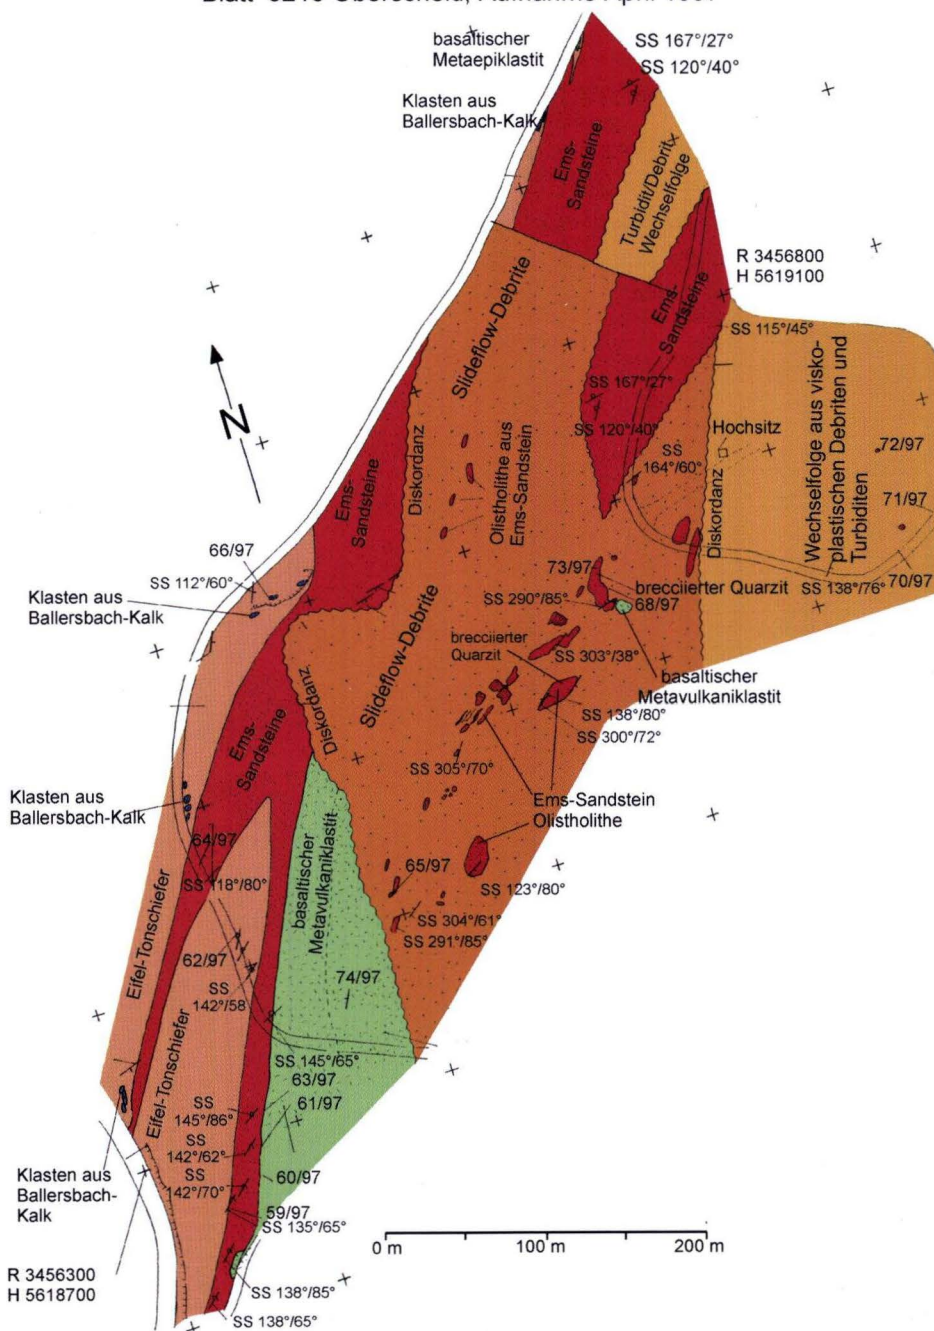 basaltischer
Metaepiklastit
SS 167°/27°
SS 120°/40°
Klasten aus
Ballersbach-Kalk
Ems-
Sandsteine
Turbidit/Debrit
Wechselfolge
R 3456800
H 5619100
Ems-
Sandsteine
Slideflow-Debrite
SS 115°/45°
SS 167°/27°
SS 120°/40°
N
Diskordanz
Olistholithe aus
Ems-Sandstein
SS
164°/60°
Hochsitz
Diskordanz
Wechselfolge aus visko-
plastischen Debriten und
Turbiditen
72/97
71/97
70/97
SS 138°/76°
Ems-
Sandsteine
66/97
SS 112°/60°
Klasten aus
Ballersbach-Kalk
73/97
brecciierter Quarzit
SS 290°/85°
68/97
brecciierter
Quarzit
SS 303°/38°
basaltischer
Metavulkaniklastit
SS 138°/80°
SS 300°/72°
Slideflow-Debrite
Diskordanz
Ems-
Sandsteine
SS 305°/70°
Ems-Sandstein
Olistholithe
Klasten aus
Ballersbach-Kalk
64/97
SS 118°/80°
basaltischer
Metavulkaniklastit
65/97
SS 123°/80°
SS 304°/61°
SS 291°/85°
Eifel-Tonschiefer
62/97
SS
142°/58
74/97
Eifel-Tonschiefer
SS 145°/65°
63/97
61/97
SS
145°/86°
SS
142°/62°
SS
142°/70°
60/97
59/97
SS 135°/65°
Klasten aus
Ballersbach-
Kalk
0 m 100 m 200 m
R 3456300
H 5618700
SS 138°/85°
SS 138°/65°